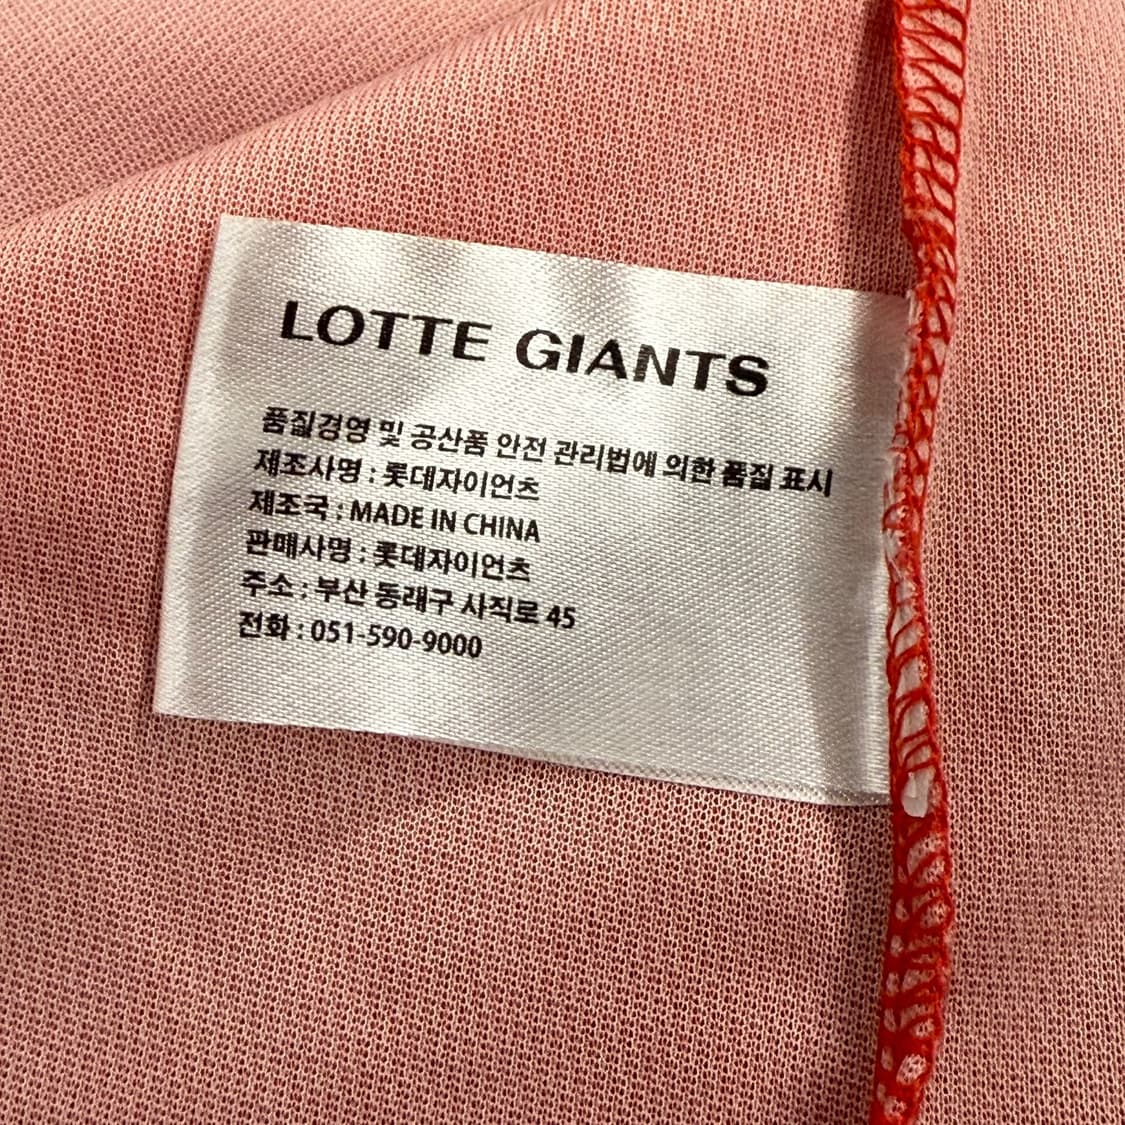 LOTTE GIANTS
품질경영 및 공산품 안전 관리법에 의한 품질 표시
제조사명 : 롯데자이언츠
제조국 : MADE IN CHINA
판매사명 : 롯데자이언츠
주소 : 부산 동래구 사직로 45
전화 : 051-590-9000